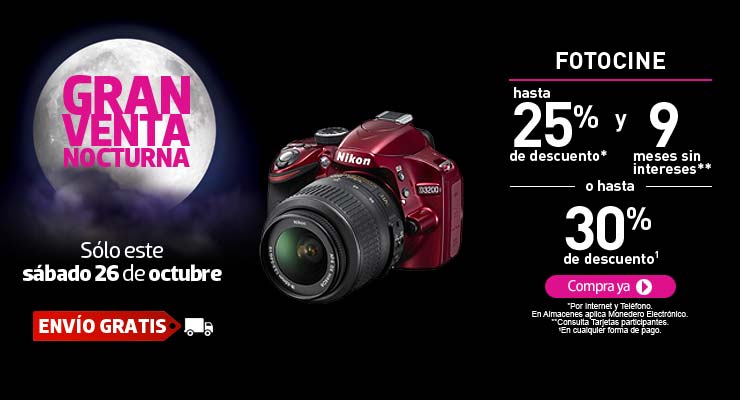 GRAN
VENTA
NOCTURNA
Sólo este
sábado 26 de octubre
ENVÍO GRATIS
Nikon
D3200
Nikon
FOTOCINE
hasta
25% y 9
de descuento* meses sin
intereses**
o hasta
30%
de descuento¹
Compra ya
*Por Internet y Teléfono.
En Almacenes aplica Monedero Electrónico.
**Consulta Tarjetas participantes.
¹En cualquier forma de pago.